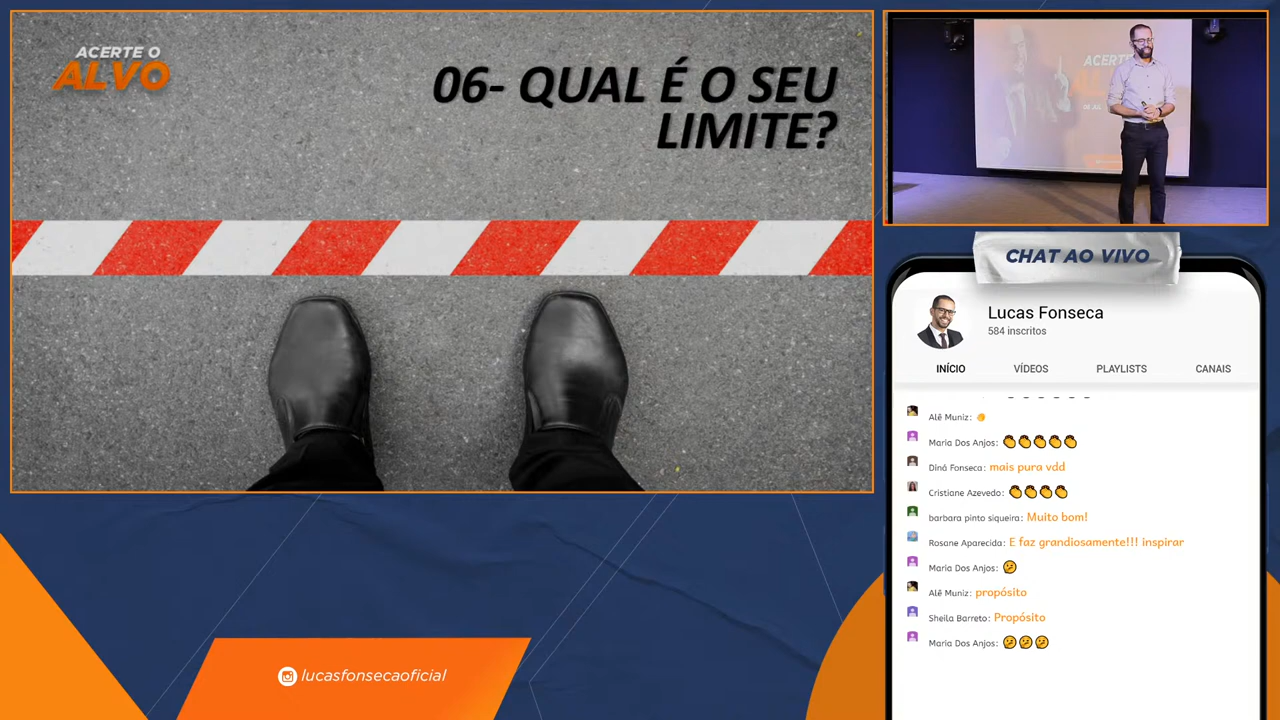 ACERTE O
ALVO
06- QUAL É O SEU
LIMITE?
ACERTE
CHAT AO VIVO
Lucas Fonseca
584 inscritos
INÍCIO VÍDEOS PLAYLISTS CANAIS
Alê Muniz: 👏
Maria Dos Anjos: 👏👏👏👏👏
Diná Fonseca: mais pura vdd
Cristiane Azevedo: 👏👏👏👏
barbara pinto siqueira: Muito bom!
Rosane Aparecida: E faz grandiosamente!!! inspirar
Maria Dos Anjos: 🤔
Alê Muniz: propósito
Sheila Barreto: Propósito
Maria Dos Anjos: 🤔🤔🤔
lucasfonsecaoficial